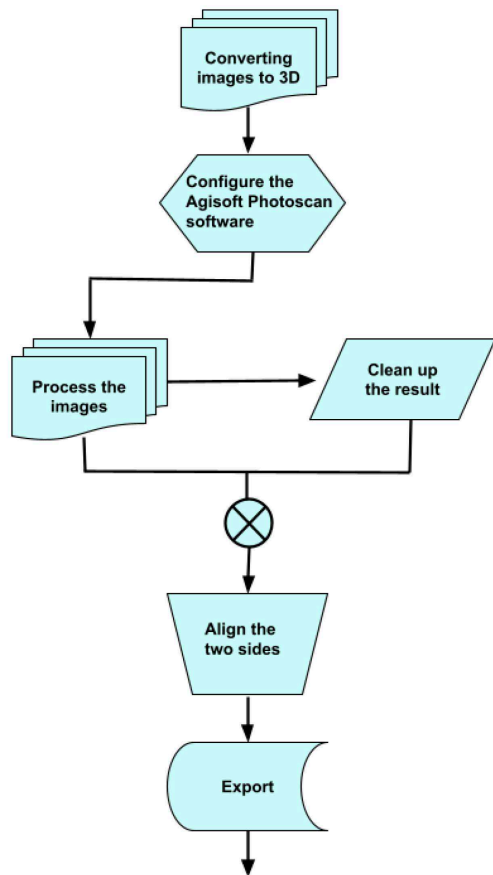 Converting
images to 3D
Configure the
Agisoft Photoscan
software
Process the
images
Clean up
the result
Align the
two sides
Export